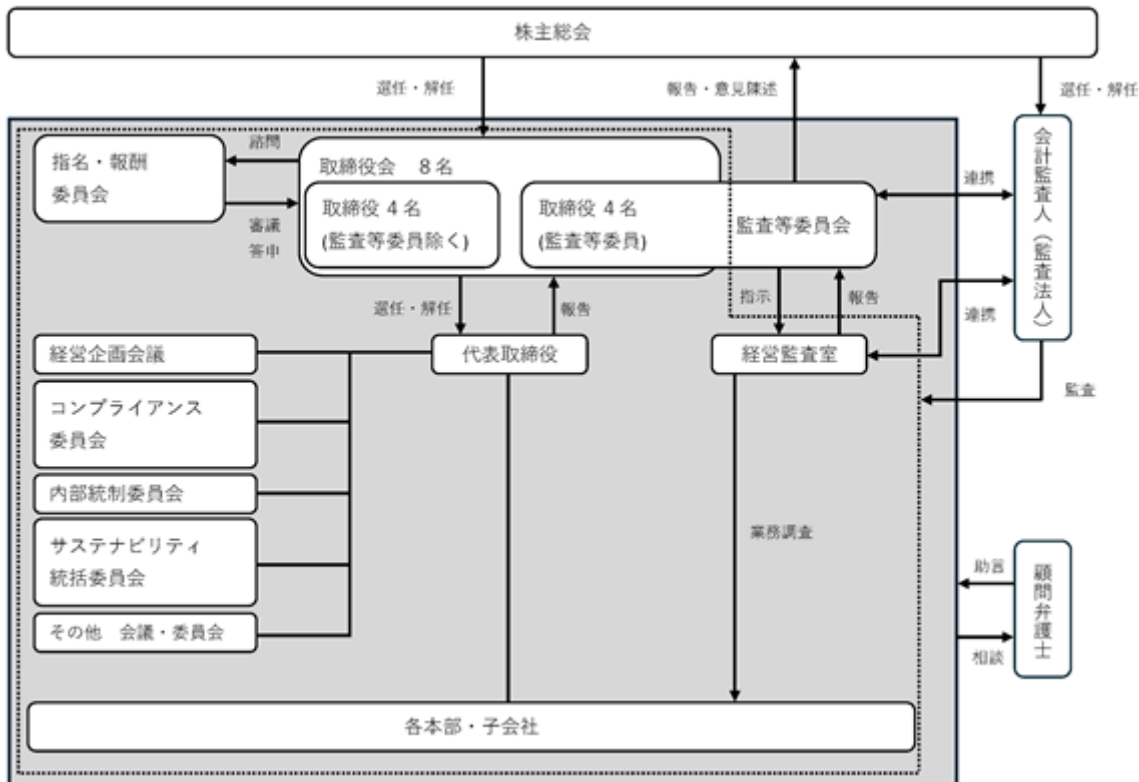 株主総会
選任・解任
報告・意見陳述
選任・解任
指名・報酬
委員会
諮問
審議
答申
取締役会　8名
取締役 4名
(監査等委員除く)
取締役 4名
(監査等委員)
監査等委員会
連携
会計監査人（監査法人）
選任・解任
報告
指示
報告
連携
経営企画会議
代表取締役
経営監査室
監査
コンプライアンス
委員会
内部統制委員会
サステナビリティ
統括委員会
業務調査
その他　会議・委員会
助言
顧問弁護士
相談
各本部・子会社